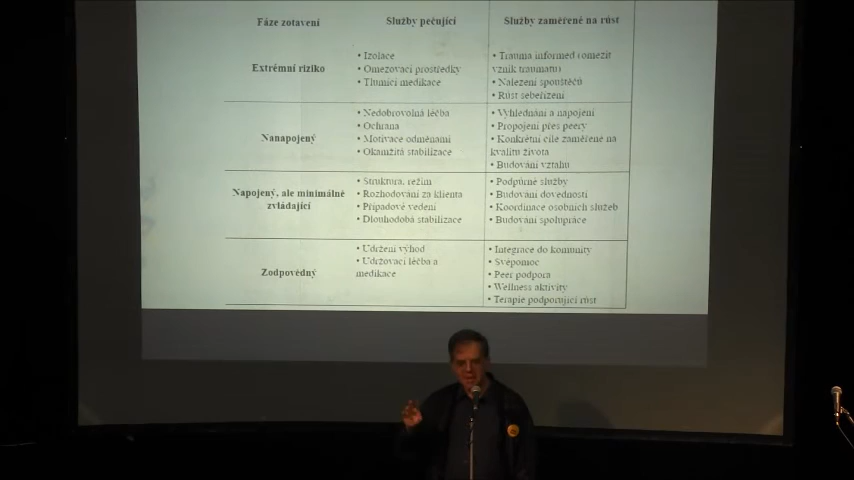 Fáze zotavení
Služby pečující
Služby zaměřené na růst
Extrémní riziko
• Izolace
• Omezovací prostředky
• Tlumící medikace
• Trauma informed (omezit
vznik traumatu)
• Nalezení spouštěčů
• Růst sebeřízení
Nanapojený
• Nedobrovolná léčba
• Ochrana
• Motivace odměnami
• Okamžitá stabilizace
• Vyhlednání a napojení
• Propojení přes peery
• Konkrétní cíle zaměřené na
kvalitu života
• Budování vztahu
Napojený, ale minimálně
zvládající
• Struktura, režim
• Rozhodování za klienta
• Případové vedení
• Dlouhodobá stabilizace
• Podpůrné služby
• Budování dovedností
• Koordinace osobních služeb
• Budování spolupráce
Zodpovědný
• Udržení výhod
• Udržovací léčba a
medikace
• Integrace do komunity
• Svépomoc
• Peer podpora
• Wellness aktivity
• Terapie podporující růst